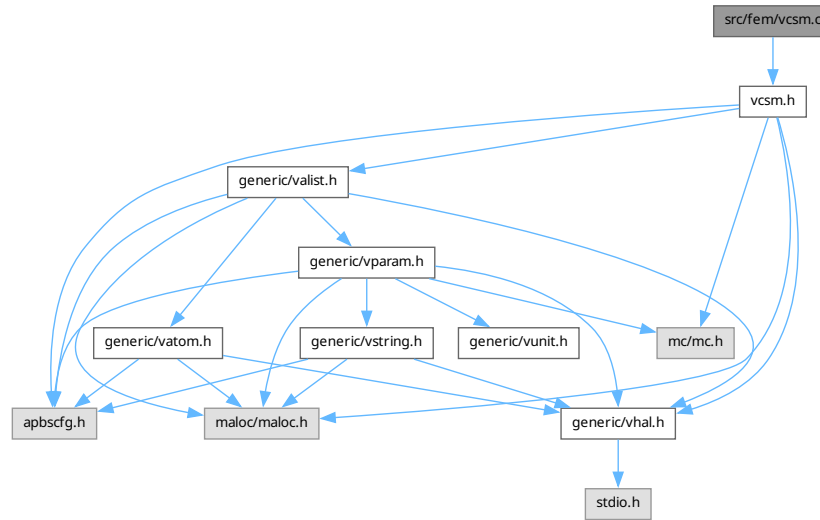 src/fem/vcsm.c
vcsm.h
generic/valist.h
generic/vparam.h
generic/vatom.h
generic/vstring.h
generic/vunit.h
mc/mc.h
apbscfg.h
maloc/maloc.h
generic/vhal.h
stdio.h